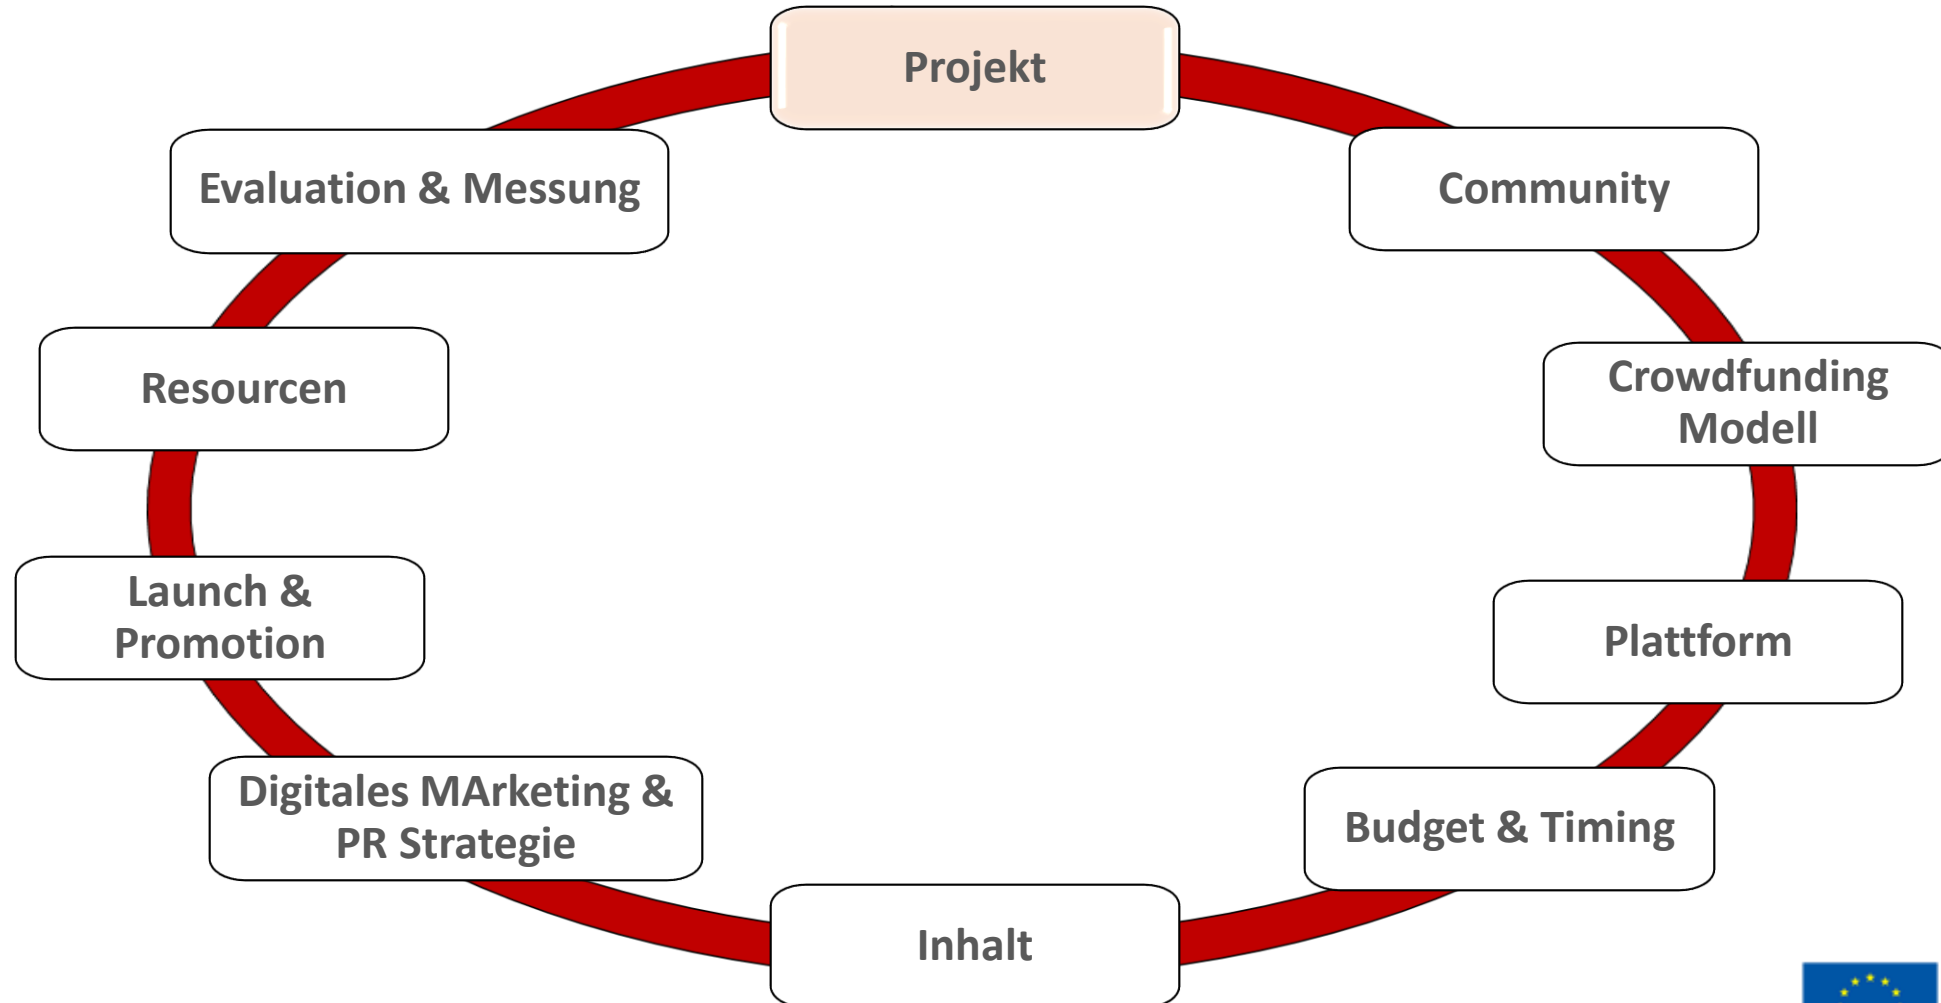 Projekt
Community
Crowdfunding
Modell
Plattform
Budget & Timing
Inhalt
Digitales MArketing &
PR Strategie
Launch &
Promotion
Resourcen
Evaluation & Messung